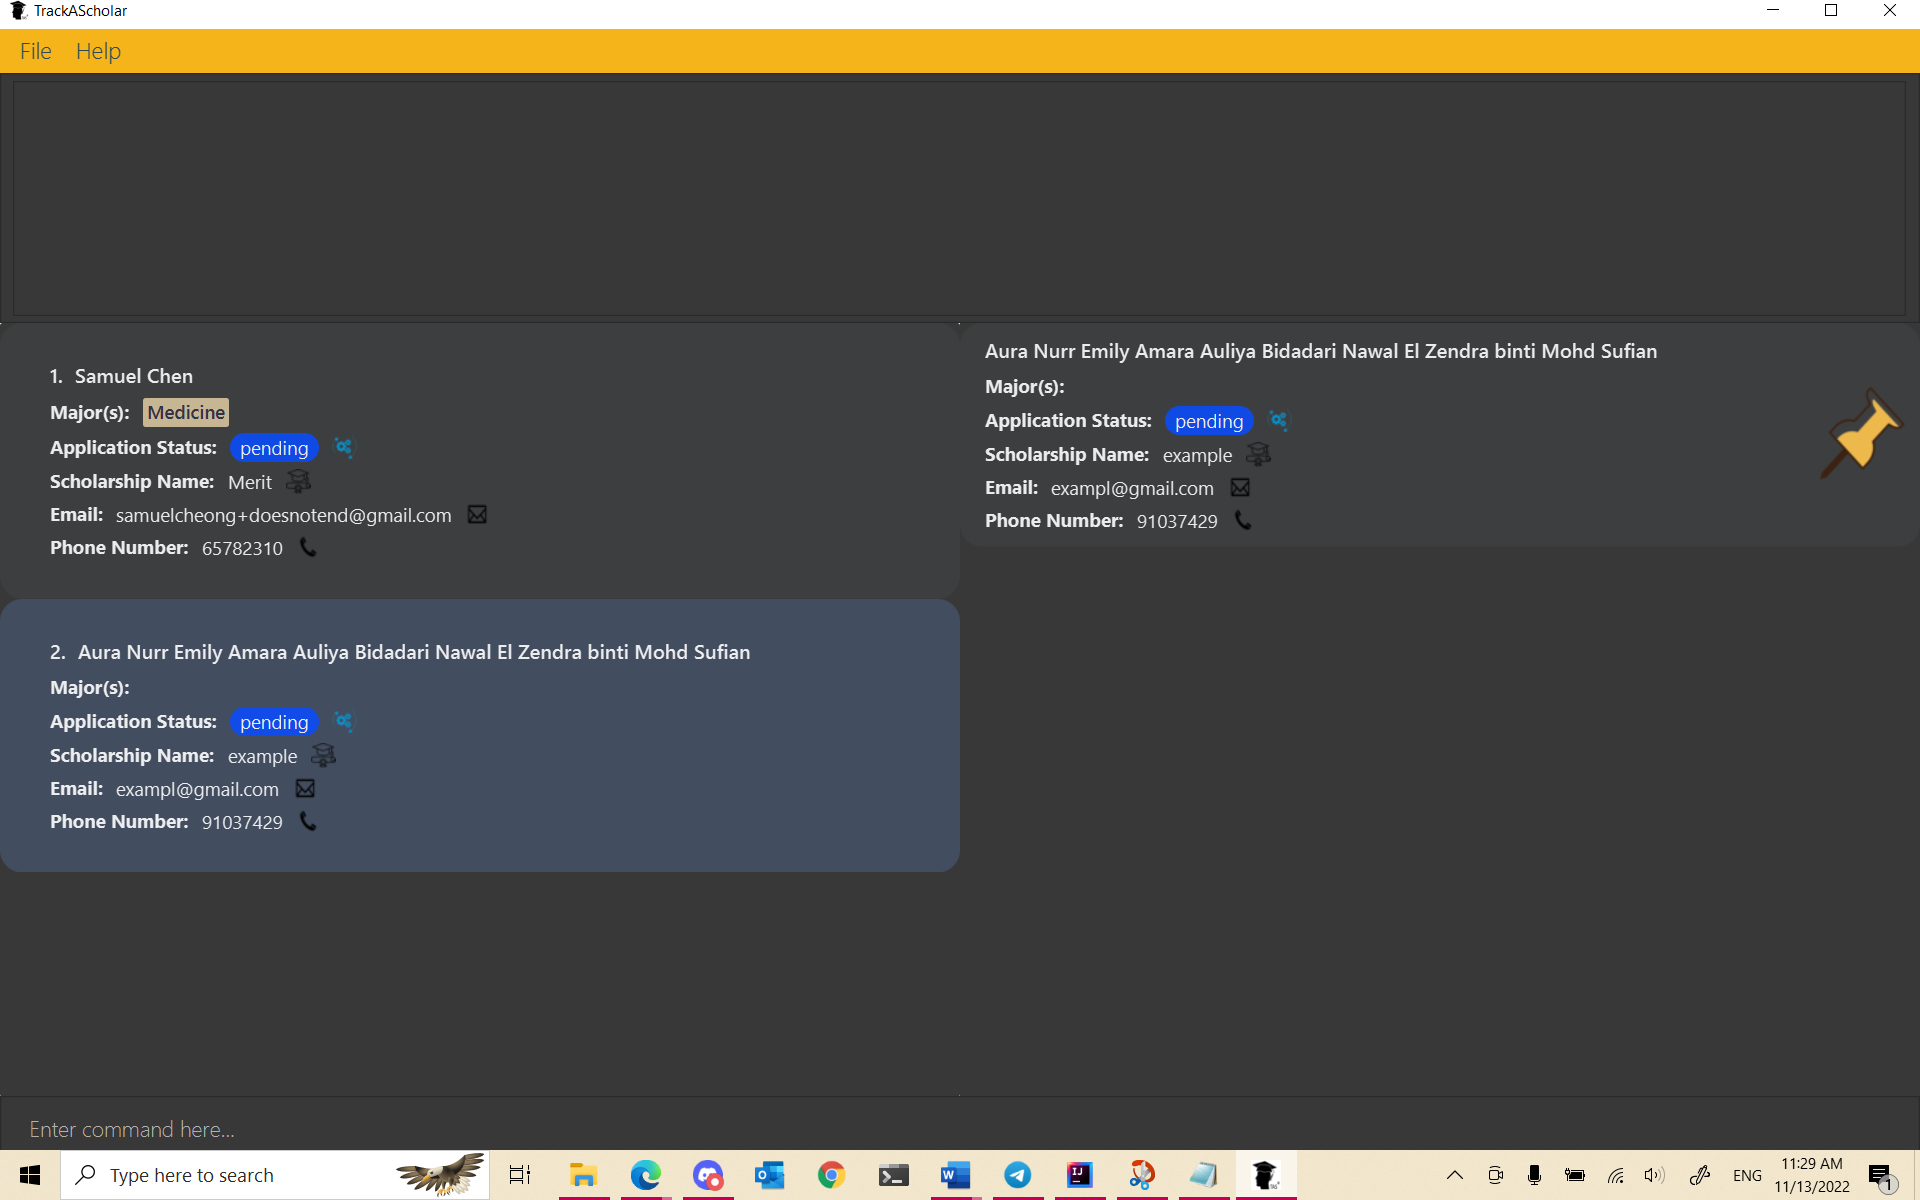 TrackAScholar
File Help
1. Samuel Chen
Major(s): Medicine
Application Status: pending
Scholarship Name: Merit
Email: samuelcheong+doesnotend@gmail.com
Phone Number: 65782310
2. Aura Nurr Emily Amara Auliya Bidadari Nawal El Zendra binti Mohd Sufian
Major(s):
Application Status: pending
Scholarship Name: example
Email: exampl@gmail.com
Phone Number: 91037429
Aura Nurr Emily Amara Auliya Bidadari Nawal El Zendra binti Mohd Sufian
Major(s):
Application Status: pending
Scholarship Name: example
Email: exampl@gmail.com
Phone Number: 91037429
Enter command here...
Type here to search
ENG
11:29 AM
11/13/2022
1